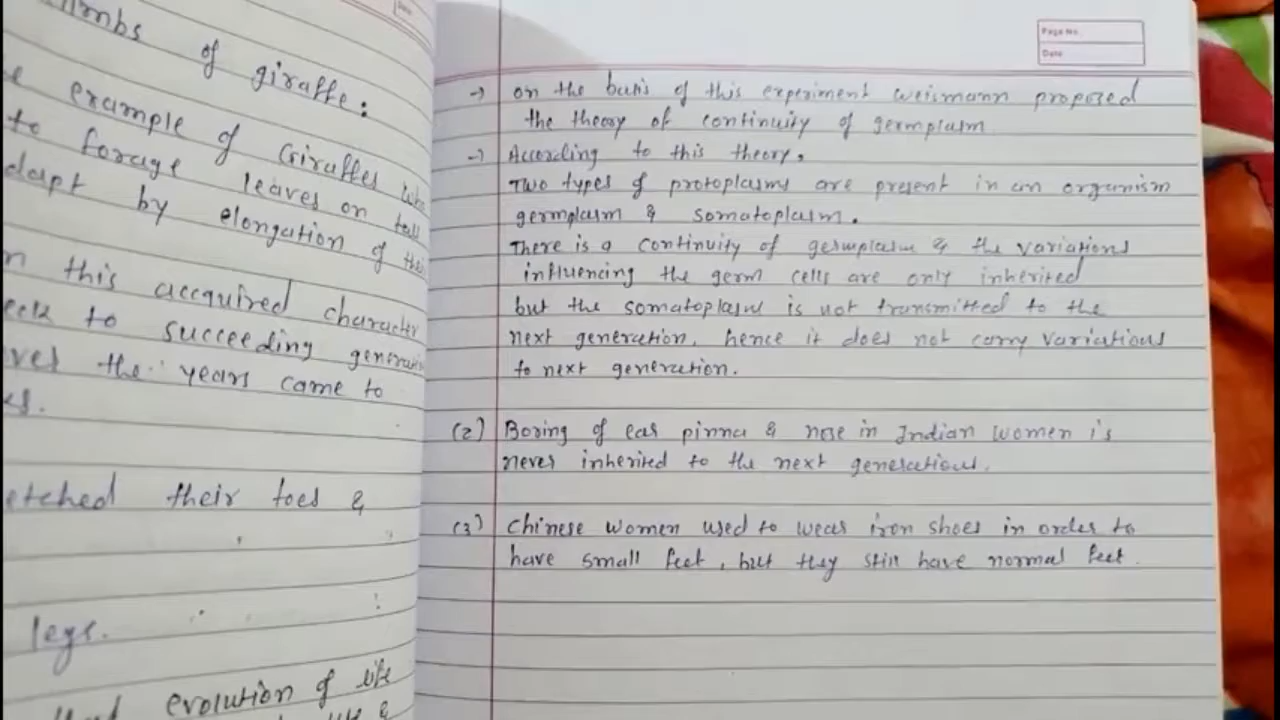 limbs of giraffe:
example of Giraffes who
to forage leaves on tall
adapt by elongation of their
this accquired character
to succeeding generation
the years came to
their toes &
legs.
evolution of life
Page No.
Date
→ on the basis of this experiment weismann proposed
the theory of continuity of germplasm
→ According to this theory,
Two types of protoplasms are present in an organism
germplasm & somatoplasm.
There is a continuity of germplasm & the variations
influencing the germ cells are only inherited
but the somatoplasm is not transmitted to the
next generation, hence it does not carry variations
to next generation.
(2) Boring of ear pinna & nose in Indian women is
never inherited to the next generations.
(3) Chinese women used to wear iron shoes in order to
have small feet, but they still have normal feet.